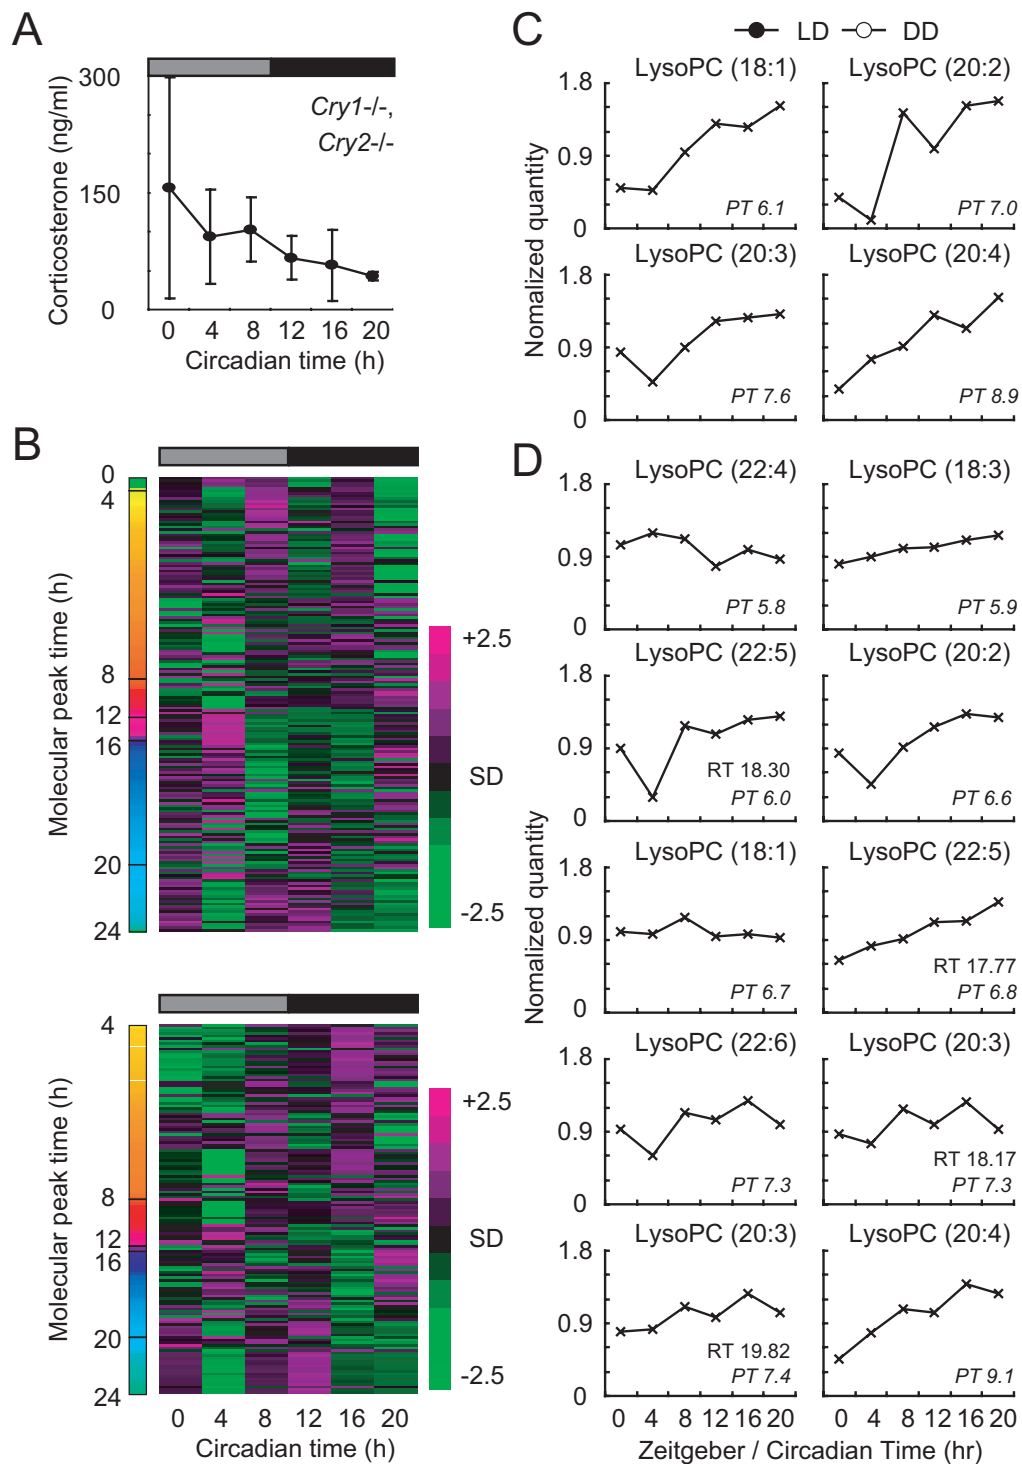 A
300
150
0
Corticosterone (ng/ml)
Cry1-/-,
Cry2-/-
0 4 8 12 16 20
Circadian time (h)
B
0
4
8
12
16
20
24
Molecular peak time (h)
+2.5
SD
-2.5
4
8
12
16
20
24
Molecular peak time (h)
+2.5
SD
-2.5
0 4 8 12 16 20
Circadian time (h)
C
LD DD
LysoPC (18:1) LysoPC (20:2)
1.8
0.9
0
PT 6.1 PT 7.0
Nomalized quantity
LysoPC (20:3) LysoPC (20:4)
1.8
0.9
0
PT 7.6 PT 8.9
D
LysoPC (22:4) LysoPC (18:3)
1.8
0.9
0
PT 5.8 PT 5.9
LysoPC (22:5) LysoPC (20:2)
1.8
0.9
0
RT 18.30
PT 6.0 PT 6.6
Nomalized quantity
LysoPC (18:1) LysoPC (22:5)
1.8
0.9
0
RT 17.77
PT 6.7 PT 6.8
LysoPC (22:6) LysoPC (20:3)
1.8
0.9
0
RT 18.17
PT 7.3 PT 7.3
LysoPC (20:3) LysoPC (20:4)
1.8
0.9
0
RT 19.82
PT 7.4 PT 9.1
0 4 8 12 16 20 0 4 8 12 16 20
Zeitgeber / Circadian Time (hr)